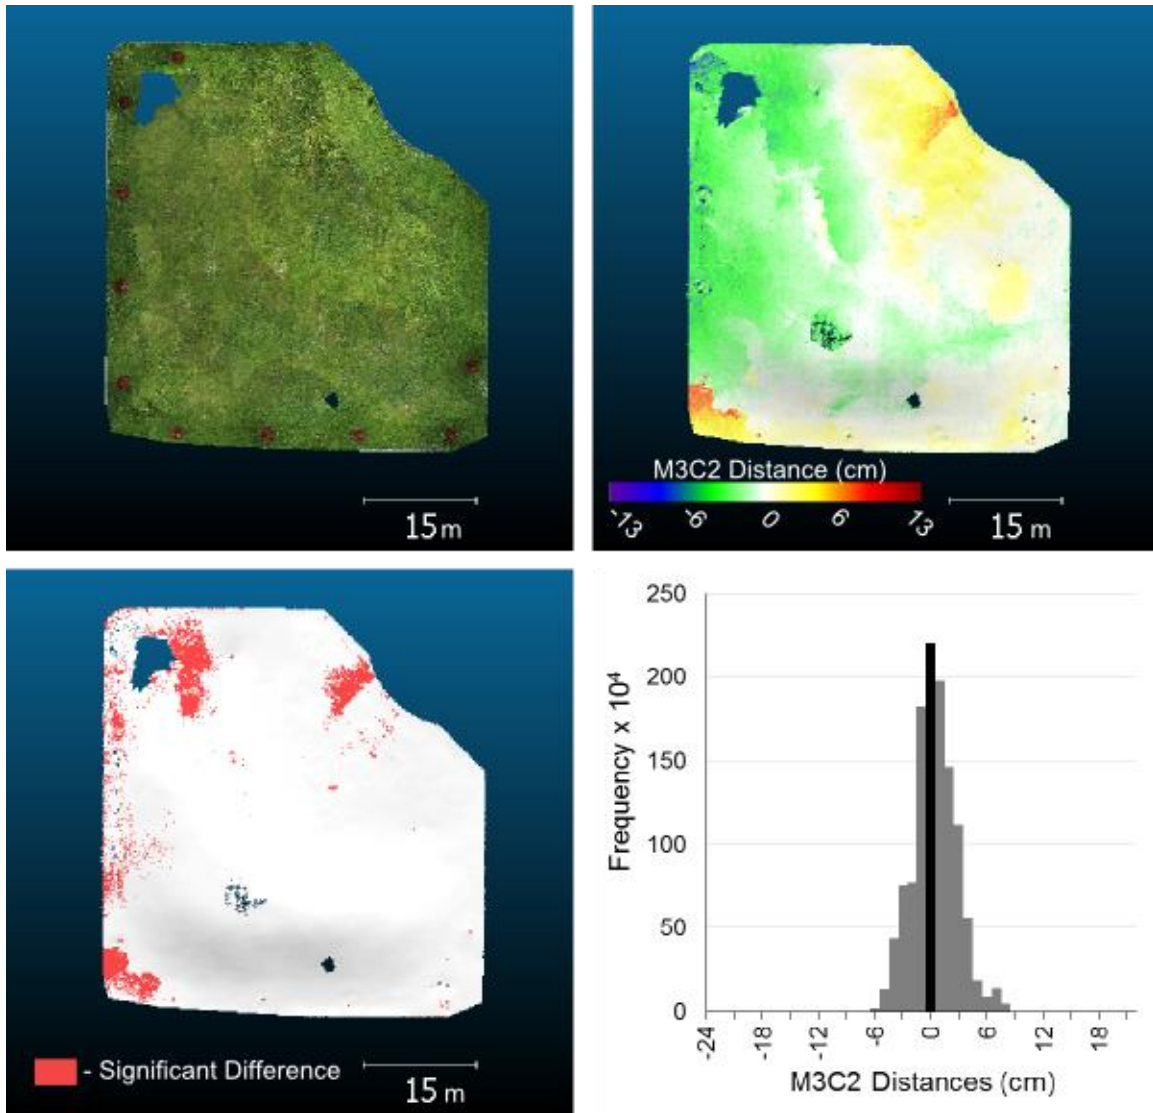 15 m
M3C2 Distance (cm)
-13 -6 0 6 13
15 m
- Significant Difference
15 m
250
200
150
100
50
0
Frequency x 10⁴
-24 -18 -12 -6 0 6 12 18
M3C2 Distances (cm)